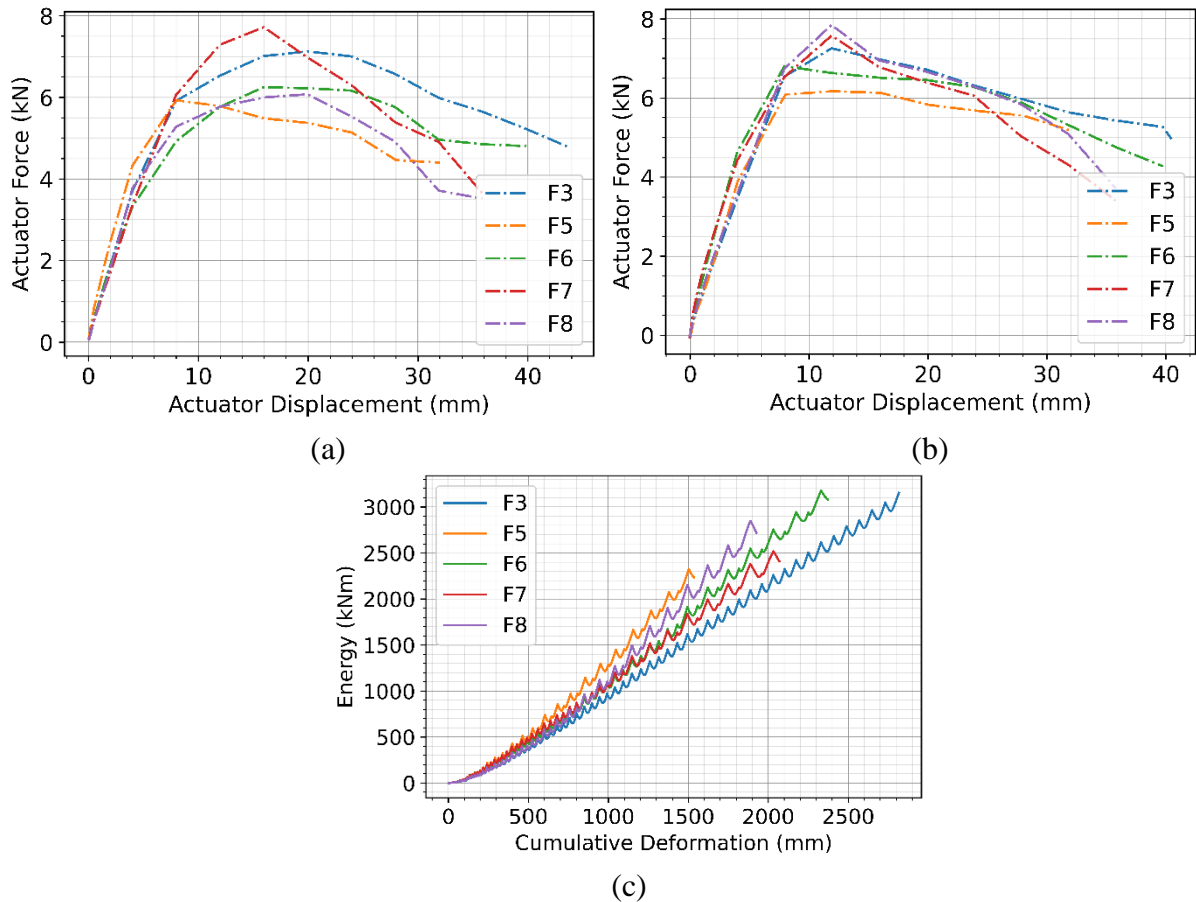 8
6
4
2
0
Actuator Force (kN)
0 10 20 30 40
Actuator Displacement (mm)
F3
F5
F6
F7
F8
(a)
8
6
4
2
0
Actuator Force (kN)
0 10 20 30 40
Actuator Displacement (mm)
F3
F5
F6
F7
F8
(b)
3000
2500
2000
1500
1000
500
0
Energy (kNm)
0 500 1000 1500 2000 2500
Cumulative Deformation (mm)
F3
F5
F6
F7
F8
(c)